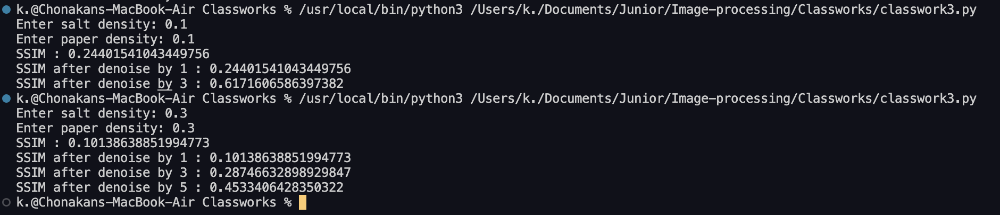 k.@Chonakans-MacBook-Air Classworks % /usr/local/bin/python3 /Users/k./Documents/Junior/Image-processing/Classworks/classwork3.py
Enter salt density: 0.1
Enter paper density: 0.1
SSIM : 0.24401541043449756
SSIM after denoise by 1 : 0.24401541043449756
SSIM after denoise by 3 : 0.6171606586397382
k.@Chonakans-MacBook-Air Classworks % /usr/local/bin/python3 /Users/k./Documents/Junior/Image-processing/Classworks/classwork3.py
Enter salt density: 0.3
Enter paper density: 0.3
SSIM : 0.10138638851994773
SSIM after denoise by 1 : 0.10138638851994773
SSIM after denoise by 3 : 0.28746632898929847
SSIM after denoise by 5 : 0.4533406428350322
k.@Chonakans-MacBook-Air Classworks %